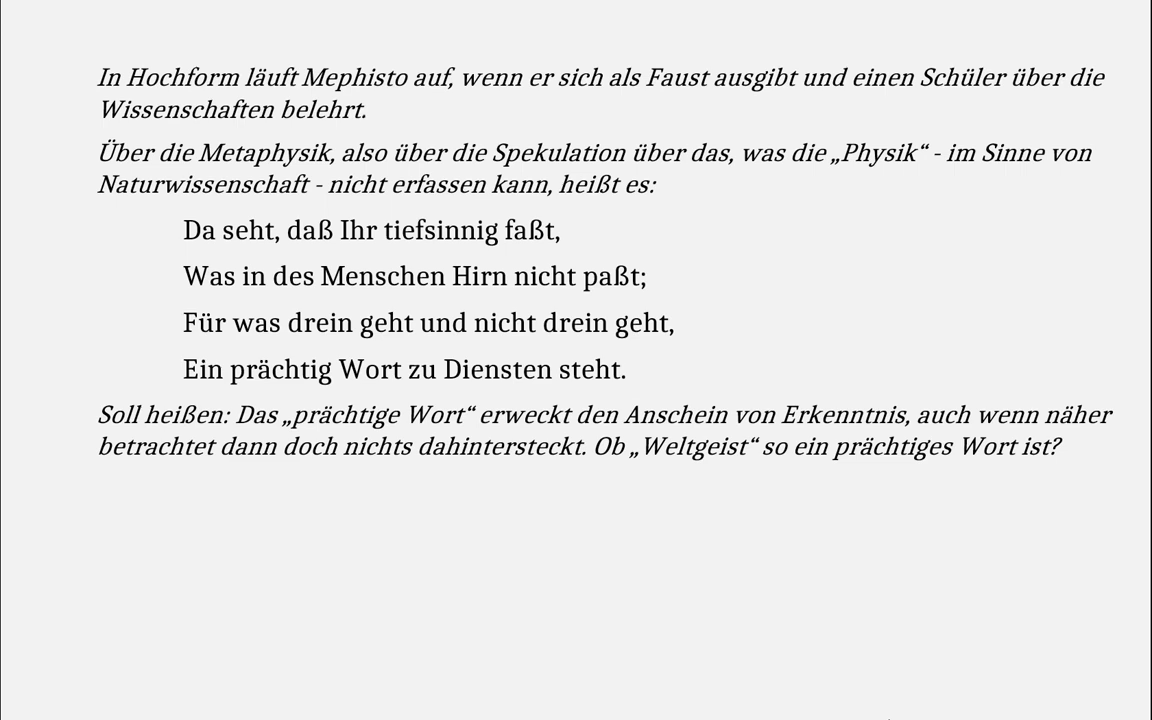 In Hochform läuft Mephisto auf, wenn er sich als Faust ausgibt und einen Schüler über die
Wissenschaften belehrt.
Über die Metaphysik, also über die Spekulation über das, was die „Physik“ - im Sinne von
Naturwissenschaft - nicht erfassen kann, heißt es:
Da seht, daß Ihr tiefsinnig faßt,
Was in des Menschen Hirn nicht paßt;
Für was drein geht und nicht drein geht,
Ein prächtig Wort zu Diensten steht.
Soll heißen: Das „prächtige Wort“ erweckt den Anschein von Erkenntnis, auch wenn näher
betrachtet dann doch nichts dahintersteckt. Ob „Weltgeist“ so ein prächtiges Wort ist?